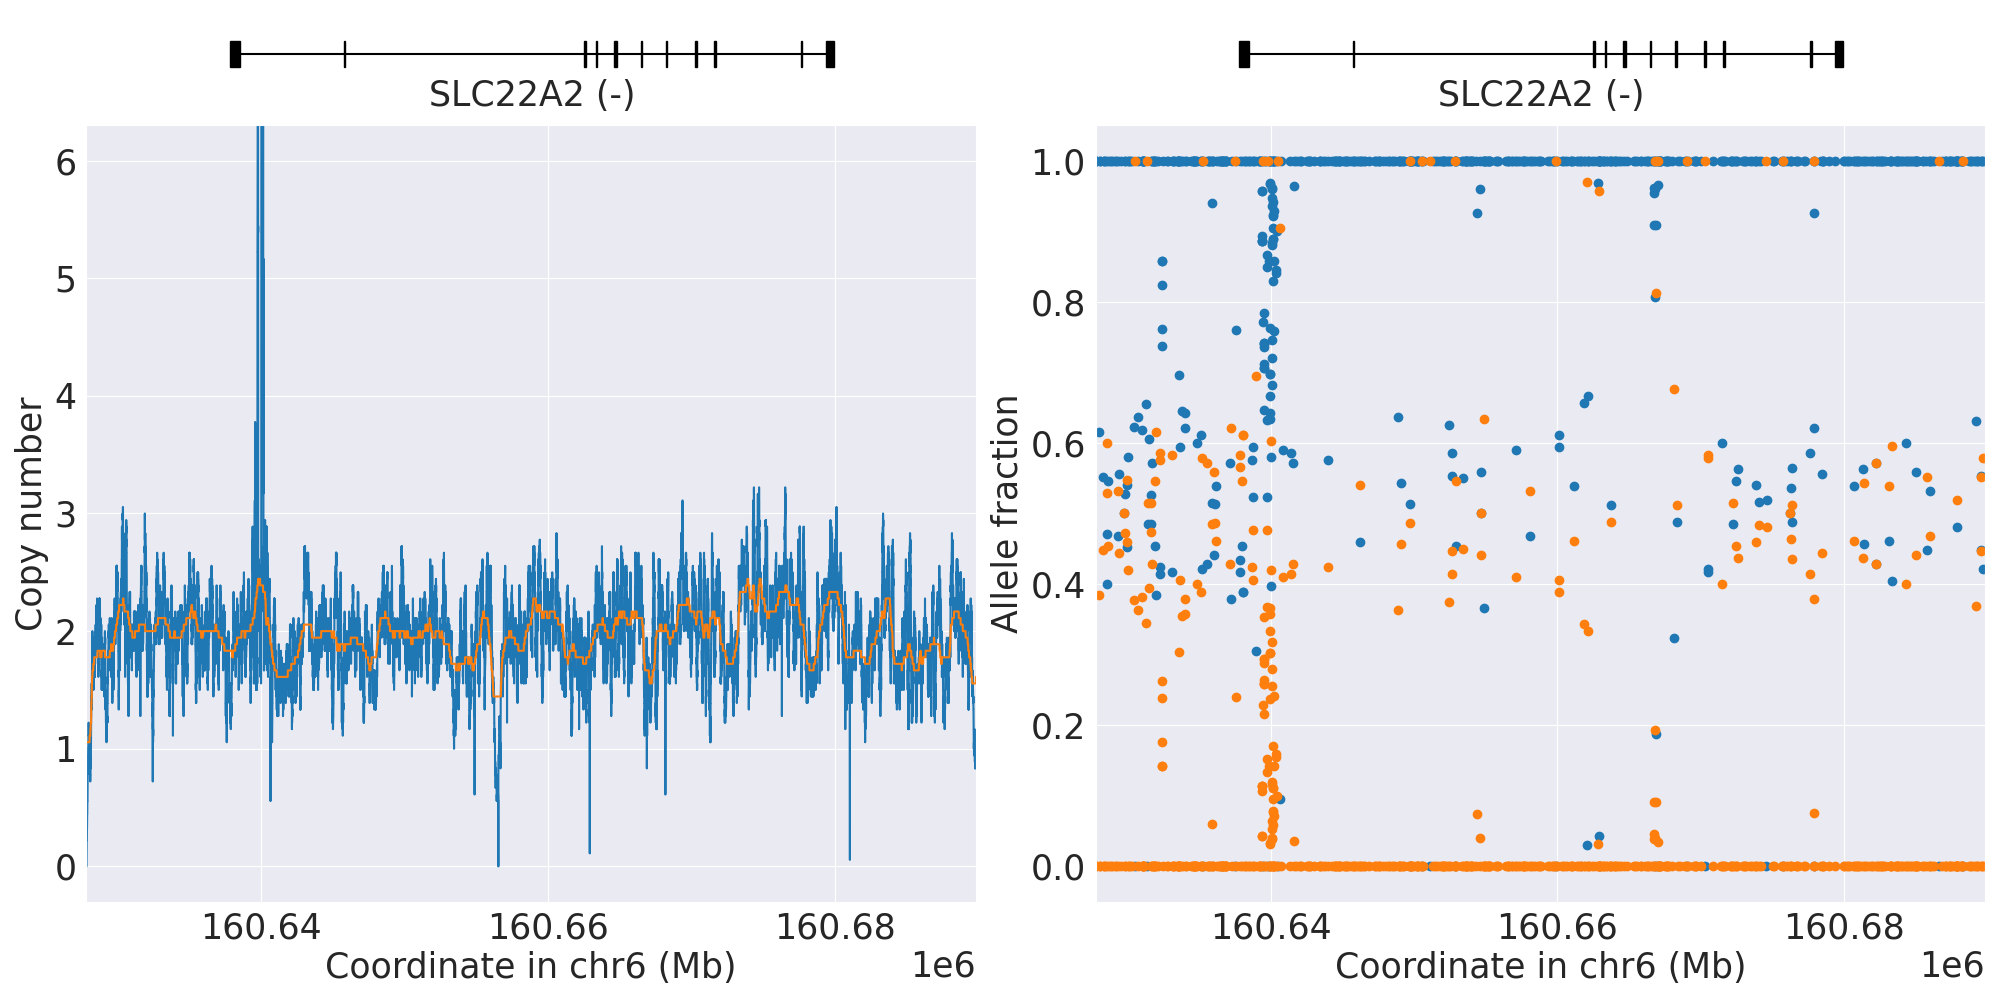 SLC22A2 (-)
6
5
4
3
2
1
0
Copy number
160.64
160.66
160.68
Coordinate in chr6 (Mb)
1e6
SLC22A2 (-)
1.0
0.8
0.6
0.4
0.2
0.0
Allele fraction
160.64
160.66
160.68
Coordinate in chr6 (Mb)
1e6